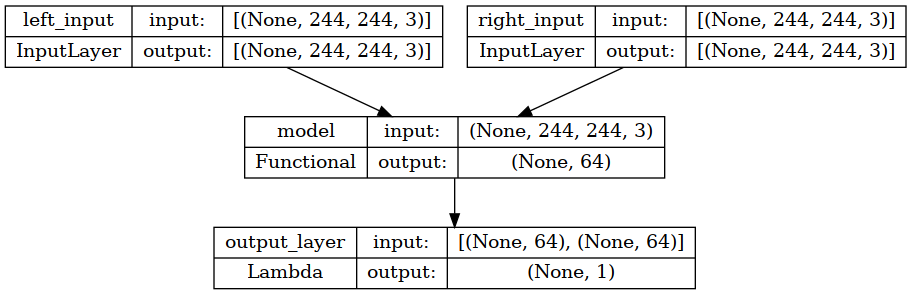 left_input input: [(None, 244, 244, 3)]
InputLayer output: [(None, 244, 244, 3)]
right_input input: [(None, 244, 244, 3)]
InputLayer output: [(None, 244, 244, 3)]
model input: (None, 244, 244, 3)
Functional output: (None, 64)
output_layer input: [(None, 64), (None, 64)]
Lambda output: (None, 1)